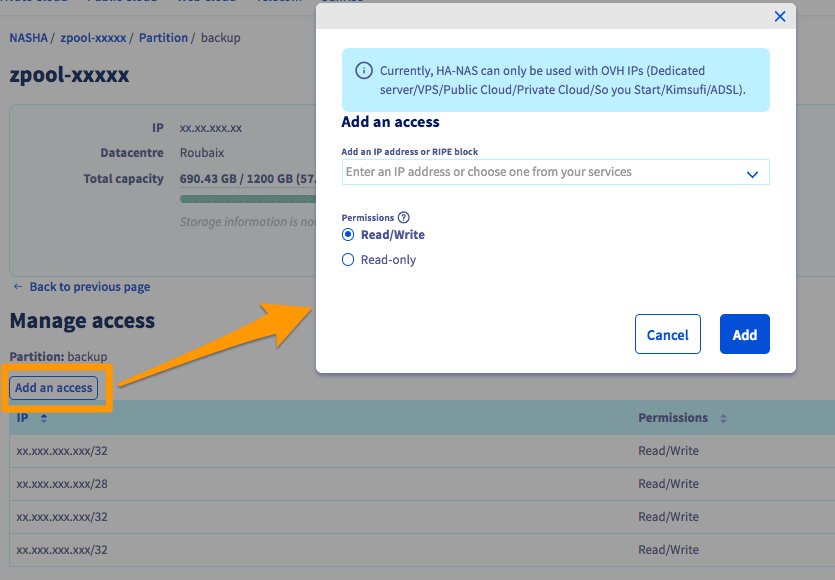 NASHA / zpool-xxxxx / Partition / backup
zpool-xxxxx
IP xx.xx.xxx.xx
Datacentre Roubaix
Total capacity 690.43 GB / 1200 GB (57.
Storage information is no
← Back to previous page
Manage access
Partition: backup
Add an access
IP Permissions
xx.xxx.xxx.xxx/32 Read/Write
xx.xxx.xxx.xxx/28 Read/Write
xx.xxx.xxx.xxx/32 Read/Write
xx.xxx.xxx.xxx/32 Read/Write
Currently, HA-NAS can only be used with OVH IPs (Dedicated
server/VPS/Public Cloud/Private Cloud/So you Start/Kimsufi/ADSL).
Add an access
Add an IP address or RIPE block
Enter an IP address or choose one from your services
Permissions ?
Read/Write
Read-only
Cancel Add